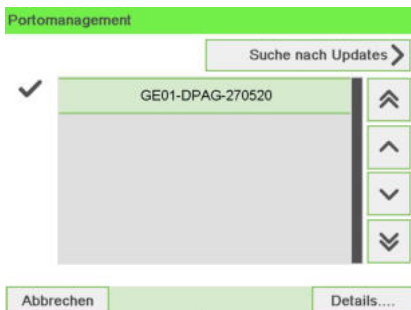 Portomanagement
Suche nach Updates
GE01-DPAG-270520
Abbrechen
Details....